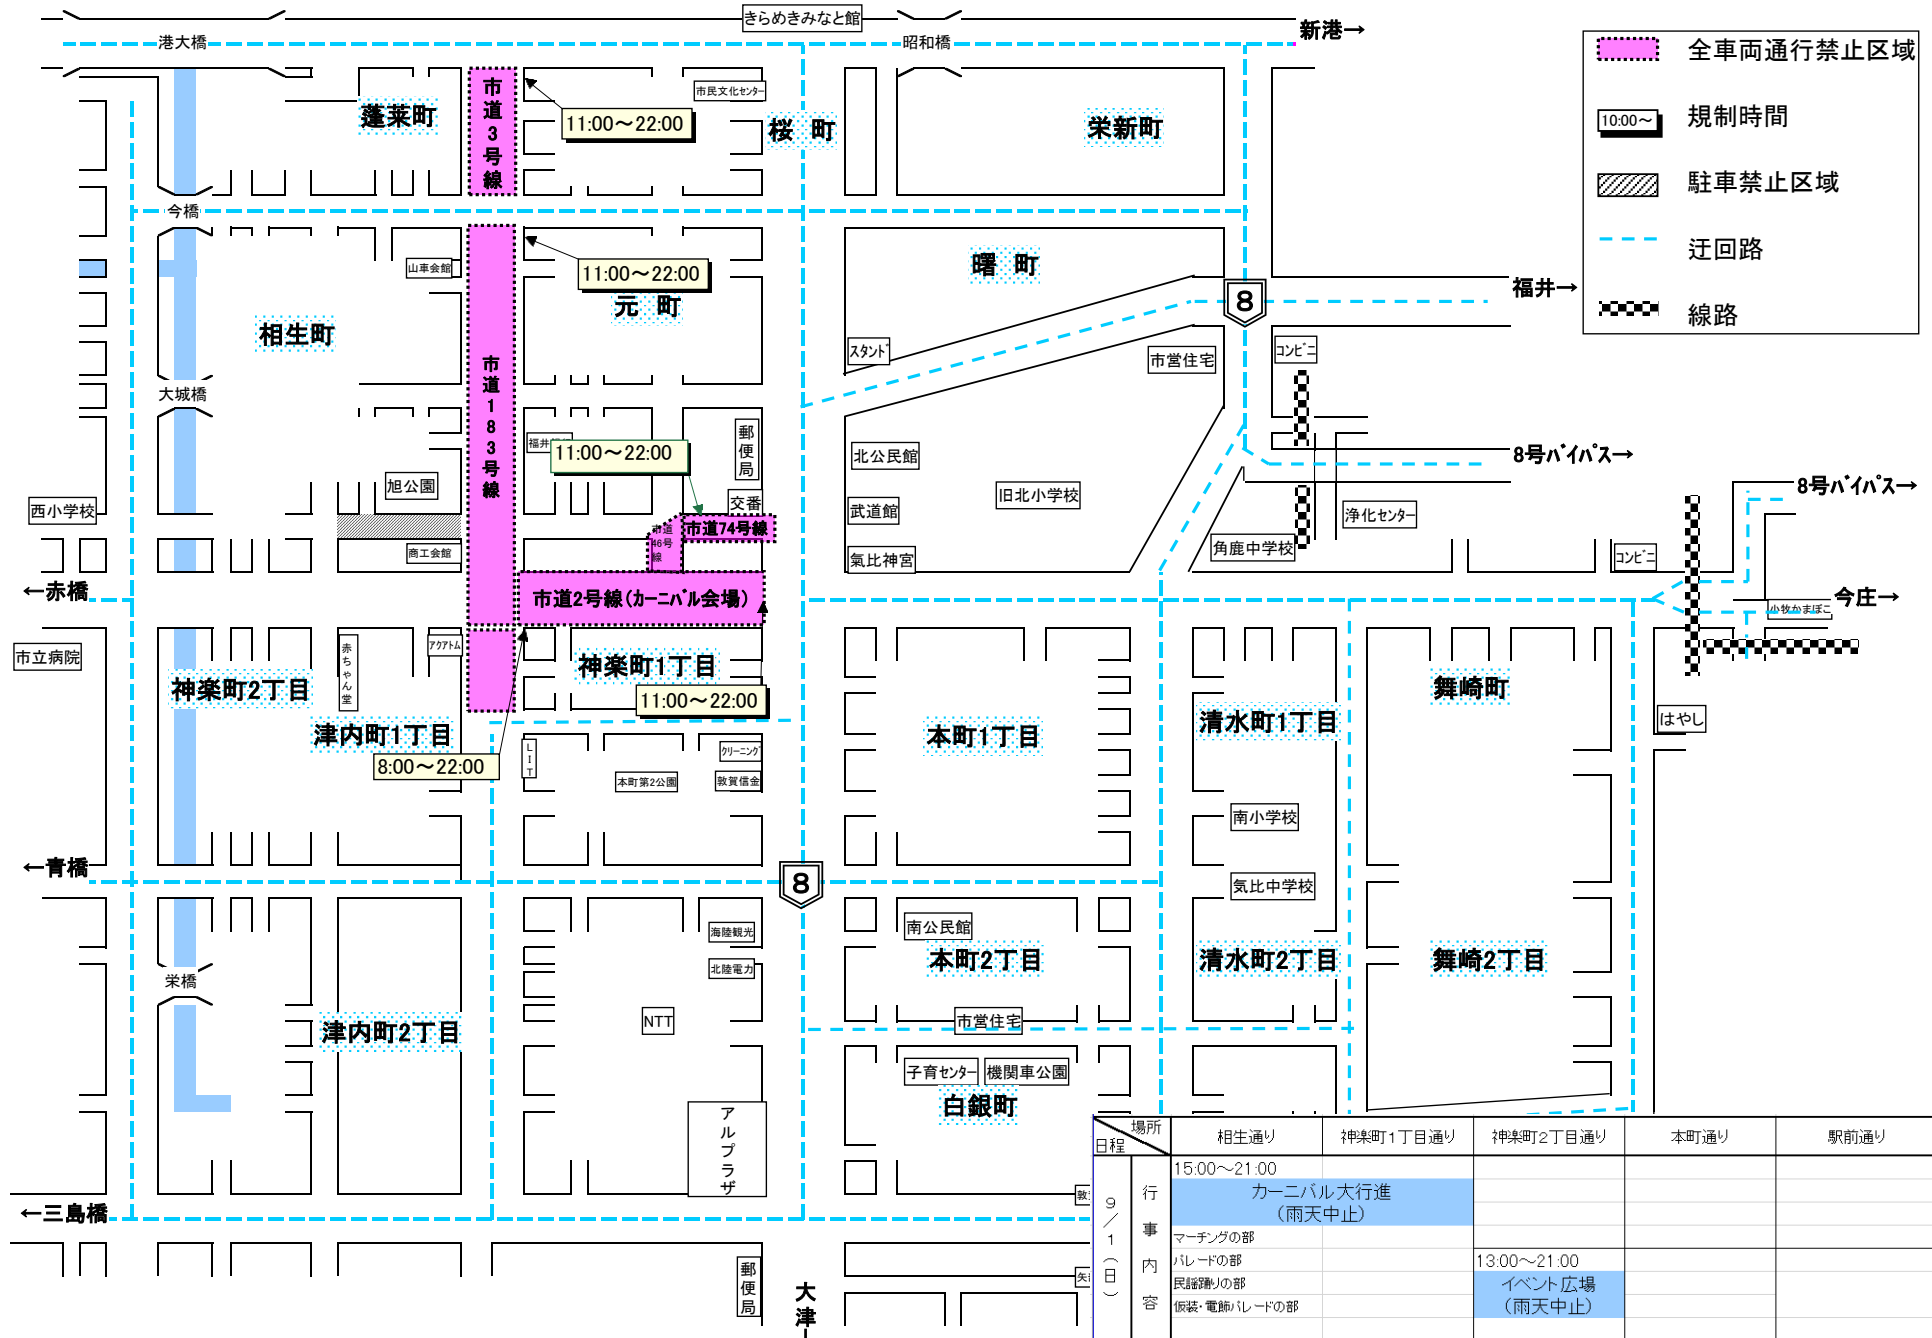 きらめきみなと館
新港→
港大橋
昭和橋
全車両通行禁止区域
市道3号線
市民文化センター
蓬莱町
11:00～22:00
桜 町
栄新町
10:00～
規制時間
駐車禁止区域
今橋
迂回路
山車会館
11:00～22:00
曙 町
元 町
8
福井→
線路
相生町
スタンド
市営住宅
コンビニ
大城橋
市道183号線
郵便局
11:00～22:00
北公民館
8号バイパス→
旭公園
旧北小学校
8号バイパス→
西小学校
交番
武道館
浄化センター
市道46号線
市道74号線
商工会館
氣比神宮
角鹿中学校
コンビニ
←赤橋
市道2号線（カーニバル会場）
今庄→
小牧かまぼこ
市立病院
赤ちゃん堂
アクアトム
神楽町1丁目
神楽町2丁目
11:00～22:00
舞崎町
津内町1丁目
本町1丁目
清水町1丁目
はやし
8:00～22:00
LIT
クリーニング
本町第2公園
敦賀信金
南小学校
←青橋
8
気比中学校
海陸観光
南公民館
北陸電力
本町2丁目
清水町2丁目
舞崎2丁目
栄橋
津内町2丁目
NTT
市営住宅
子育センター
機関車公園
白銀町
アルプラザ
←三島橋
郵便局
大津
場所
日程
相生通り
神楽町1丁目通り
神楽町2丁目通り
本町通り
駅前通り
9／1（日）
行事内容
15:00～21:00
カーニバル大行進
（雨天中止）
マーチングの部
パレードの部
13:00～21:00
民謡踊りの部
イベント広場
仮装・電飾パレードの部
（雨天中止）